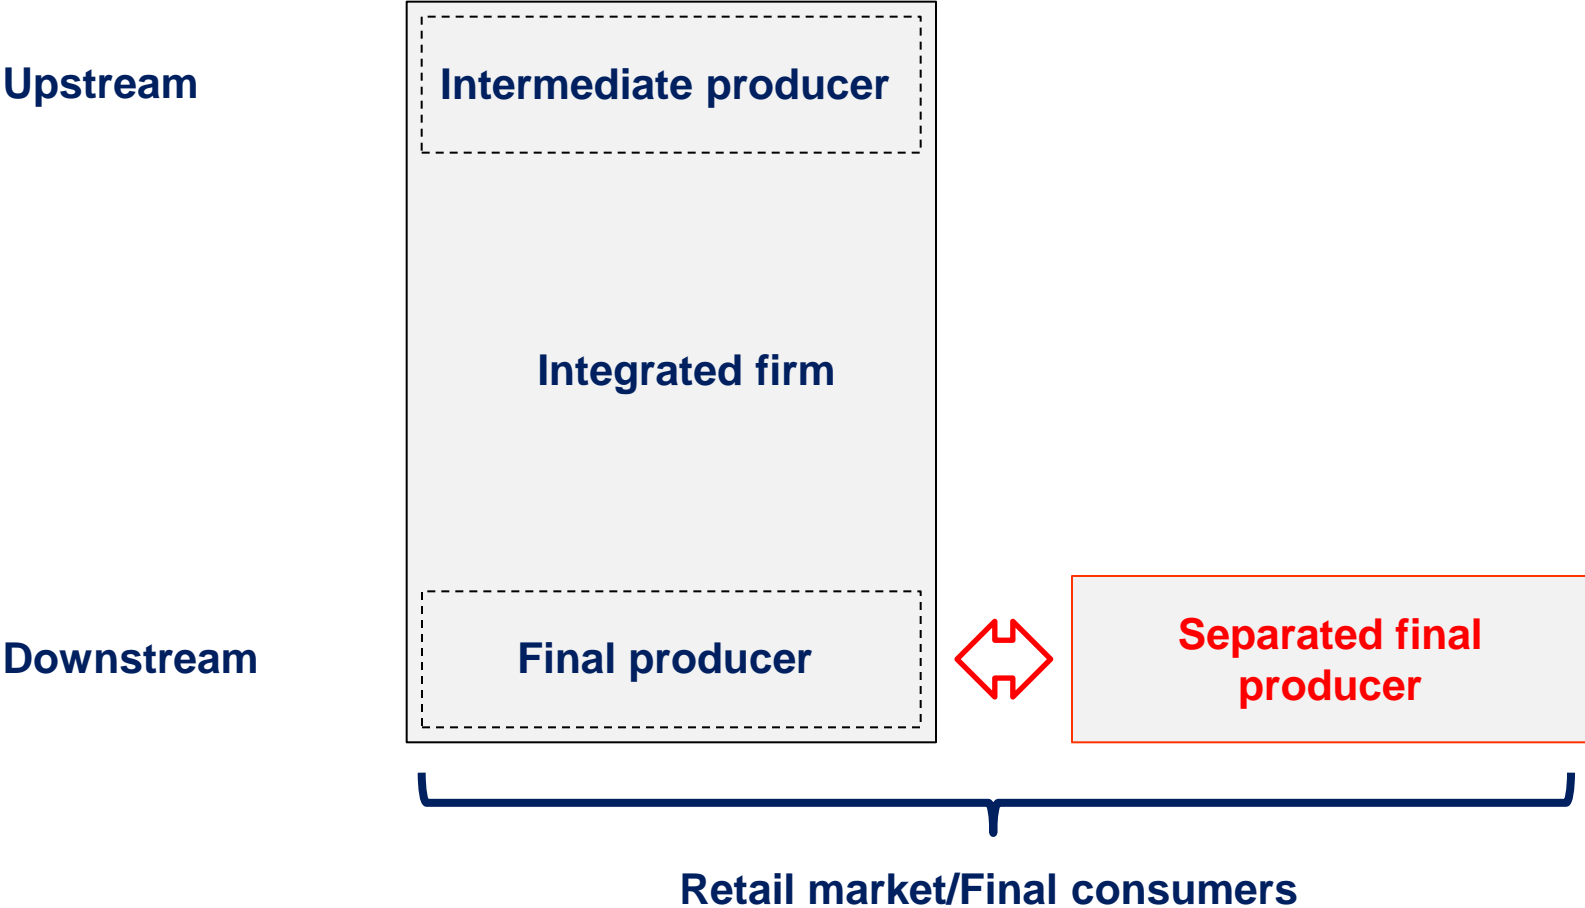 Upstream
Intermediate producer
Integrated firm
Downstream
Final producer
Separated final
producer
Retail market/Final consumers